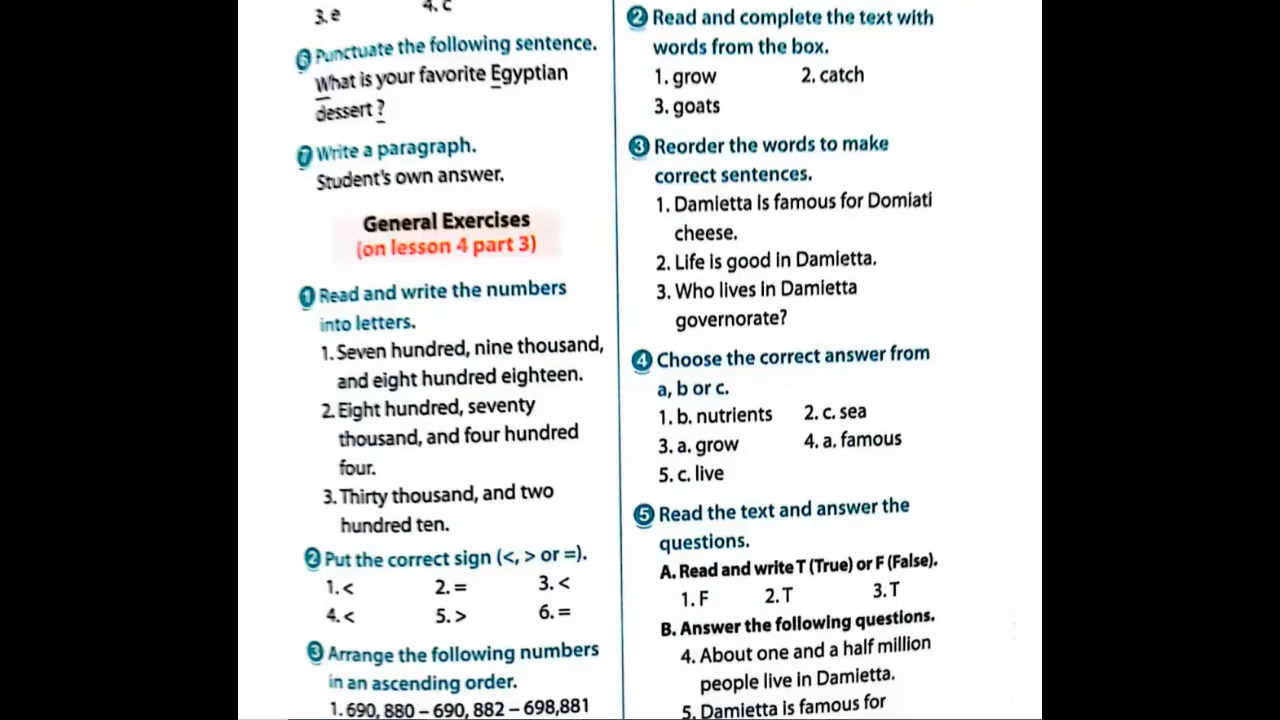 3. e 4. c
6 Punctuate the following sentence.
What is your favorite Egyptian
dessert ?
7 Write a paragraph.
Student's own answer.
General Exercises
(on lesson 4 part 3)
1 Read and write the numbers
into letters.
1. Seven hundred, nine thousand,
and eight hundred eighteen.
2. Eight hundred, seventy
thousand, and four hundred
four.
3. Thirty thousand, and two
hundred ten.
2 Put the correct sign (<, > or =).
1. < 2. = 3. <
4. < 5. > 6. =
3 Arrange the following numbers
in an ascending order.
1. 690, 880 – 690, 882 – 698,881
2 Read and complete the text with
words from the box.
1. grow 2. catch
3. goats
3 Reorder the words to make
correct sentences.
1. Damietta is famous for Domiati
cheese.
2. Life is good in Damietta.
3. Who lives in Damietta
governorate?
4 Choose the correct answer from
a, b or c.
1. b. nutrients 2. c. sea
3. a. grow 4. a. famous
5. c. live
5 Read the text and answer the
questions.
A. Read and write T (True) or F (False).
1. F 2. T 3. T
B. Answer the following questions.
4. About one and a half million
people live in Damietta.
5. Damietta is famous for